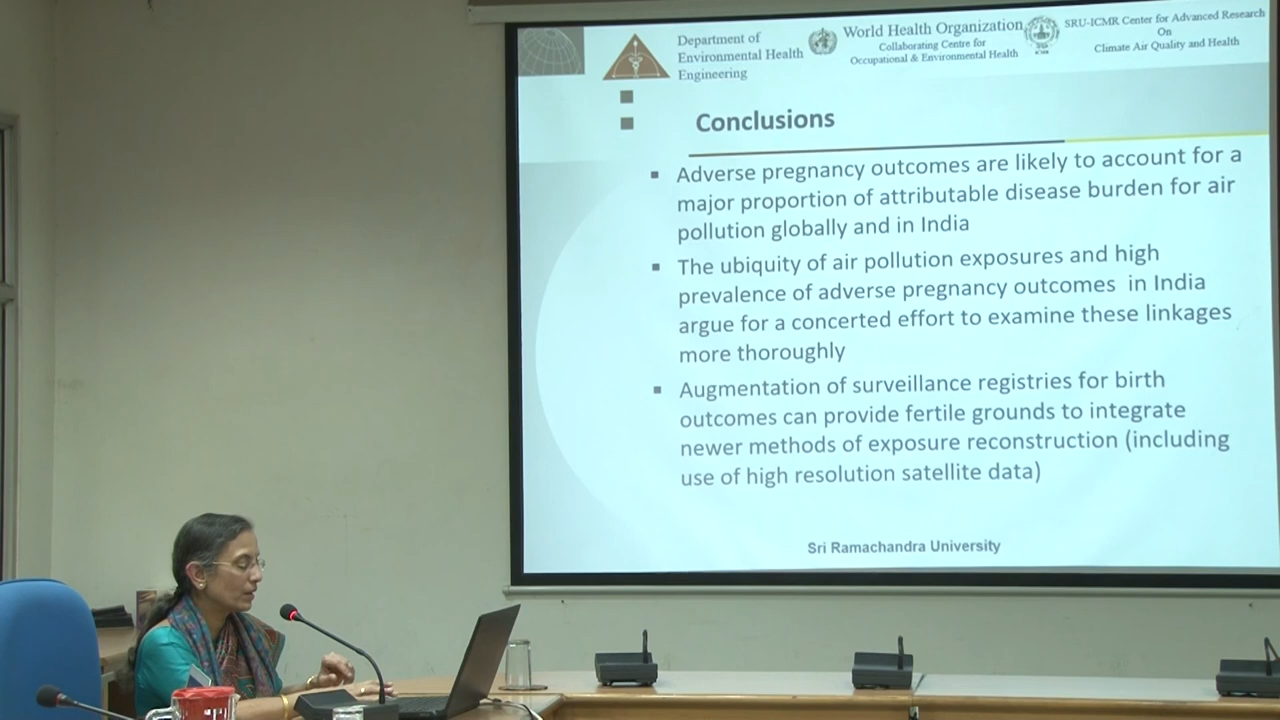 Department of
Environmental Health
Engineering
World Health Organization
Collaborating Centre for
Occupational & Environmental Health
SRU-ICMR Center for Advanced Research
On
Climate Air Quality and Health
Conclusions
Adverse pregnancy outcomes are likely to account for a
major proportion of attributable disease burden for air
pollution globally and in India
The ubiquity of air pollution exposures and high
prevalence of adverse pregnancy outcomes in India
argue for a concerted effort to examine these linkages
more thoroughly
Augmentation of surveillance registries for birth
outcomes can provide fertile grounds to integrate
newer methods of exposure reconstruction (including
use of high resolution satellite data)
Sri Ramachandra University